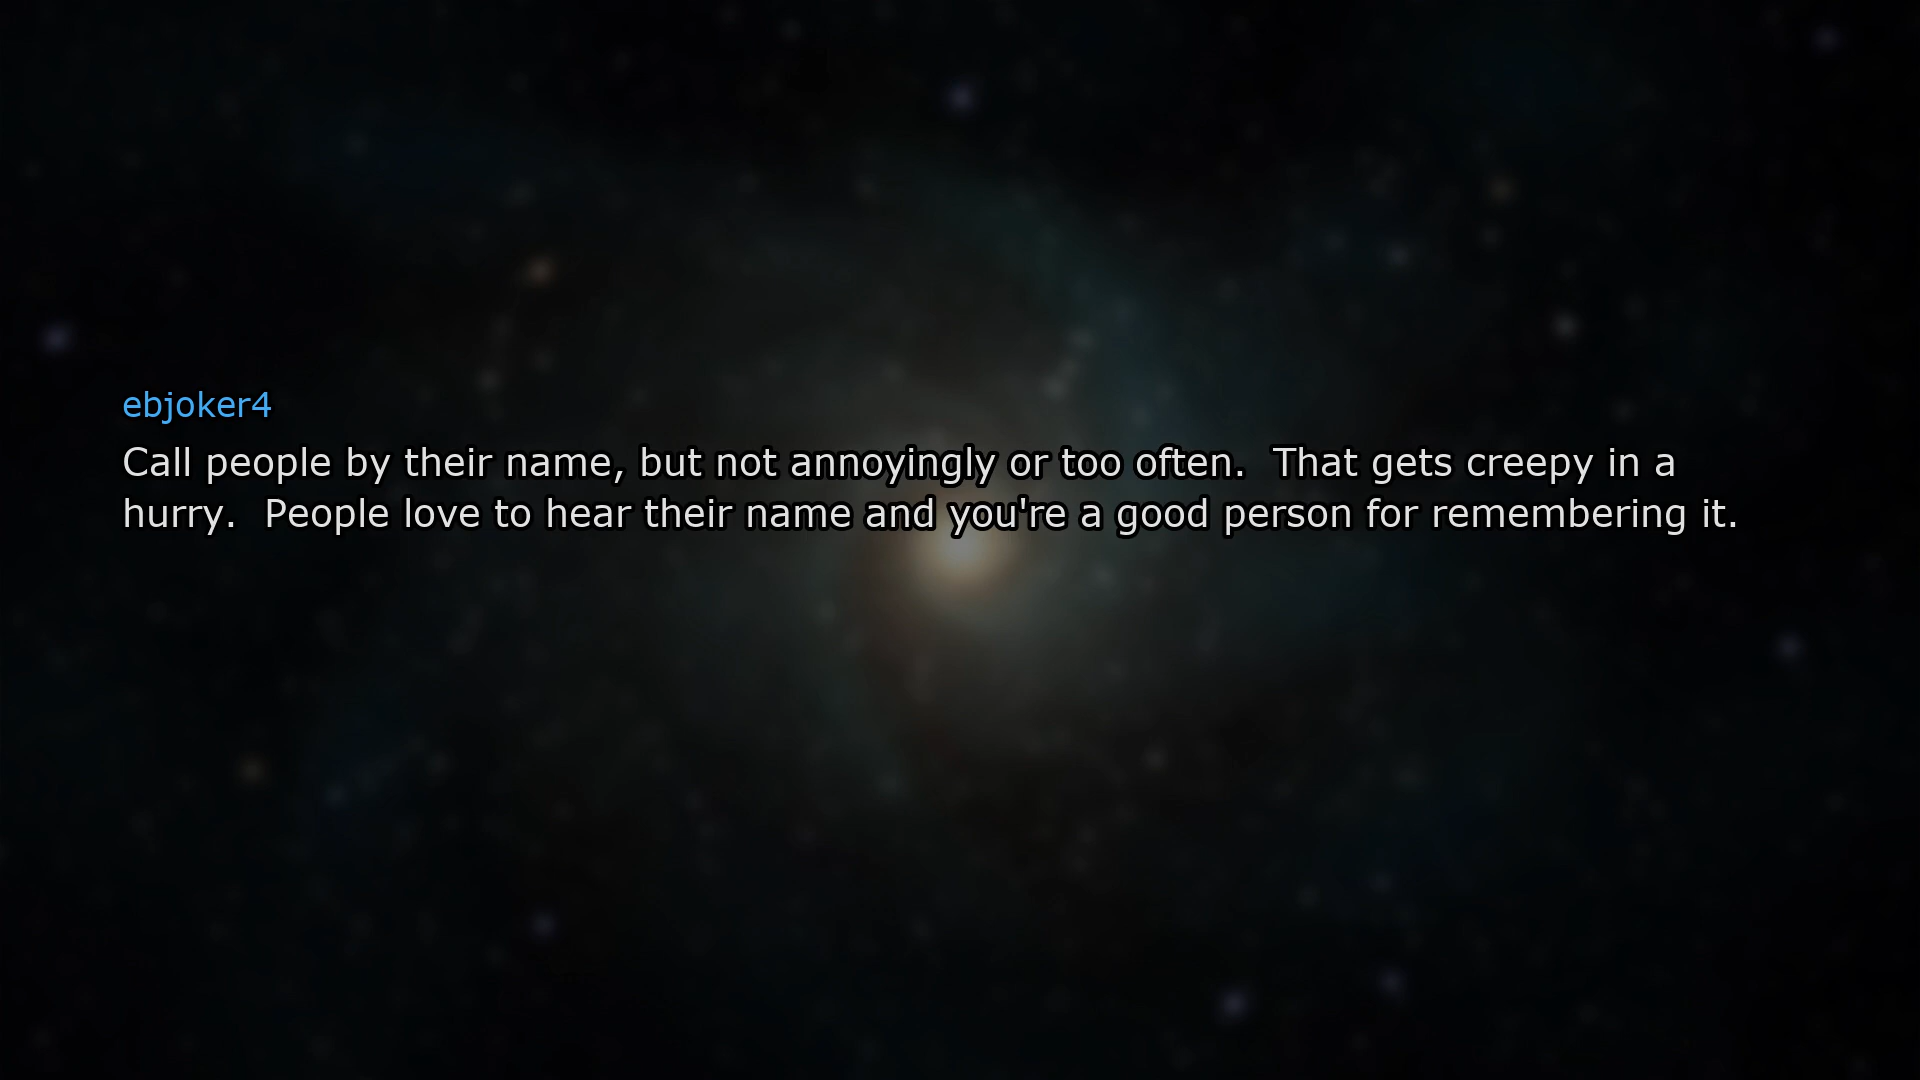 ebjoker4
Call people by their name, but not annoyingly or too often.  That gets creepy in a
hurry.  People love to hear their name and you're a good person for remembering it.